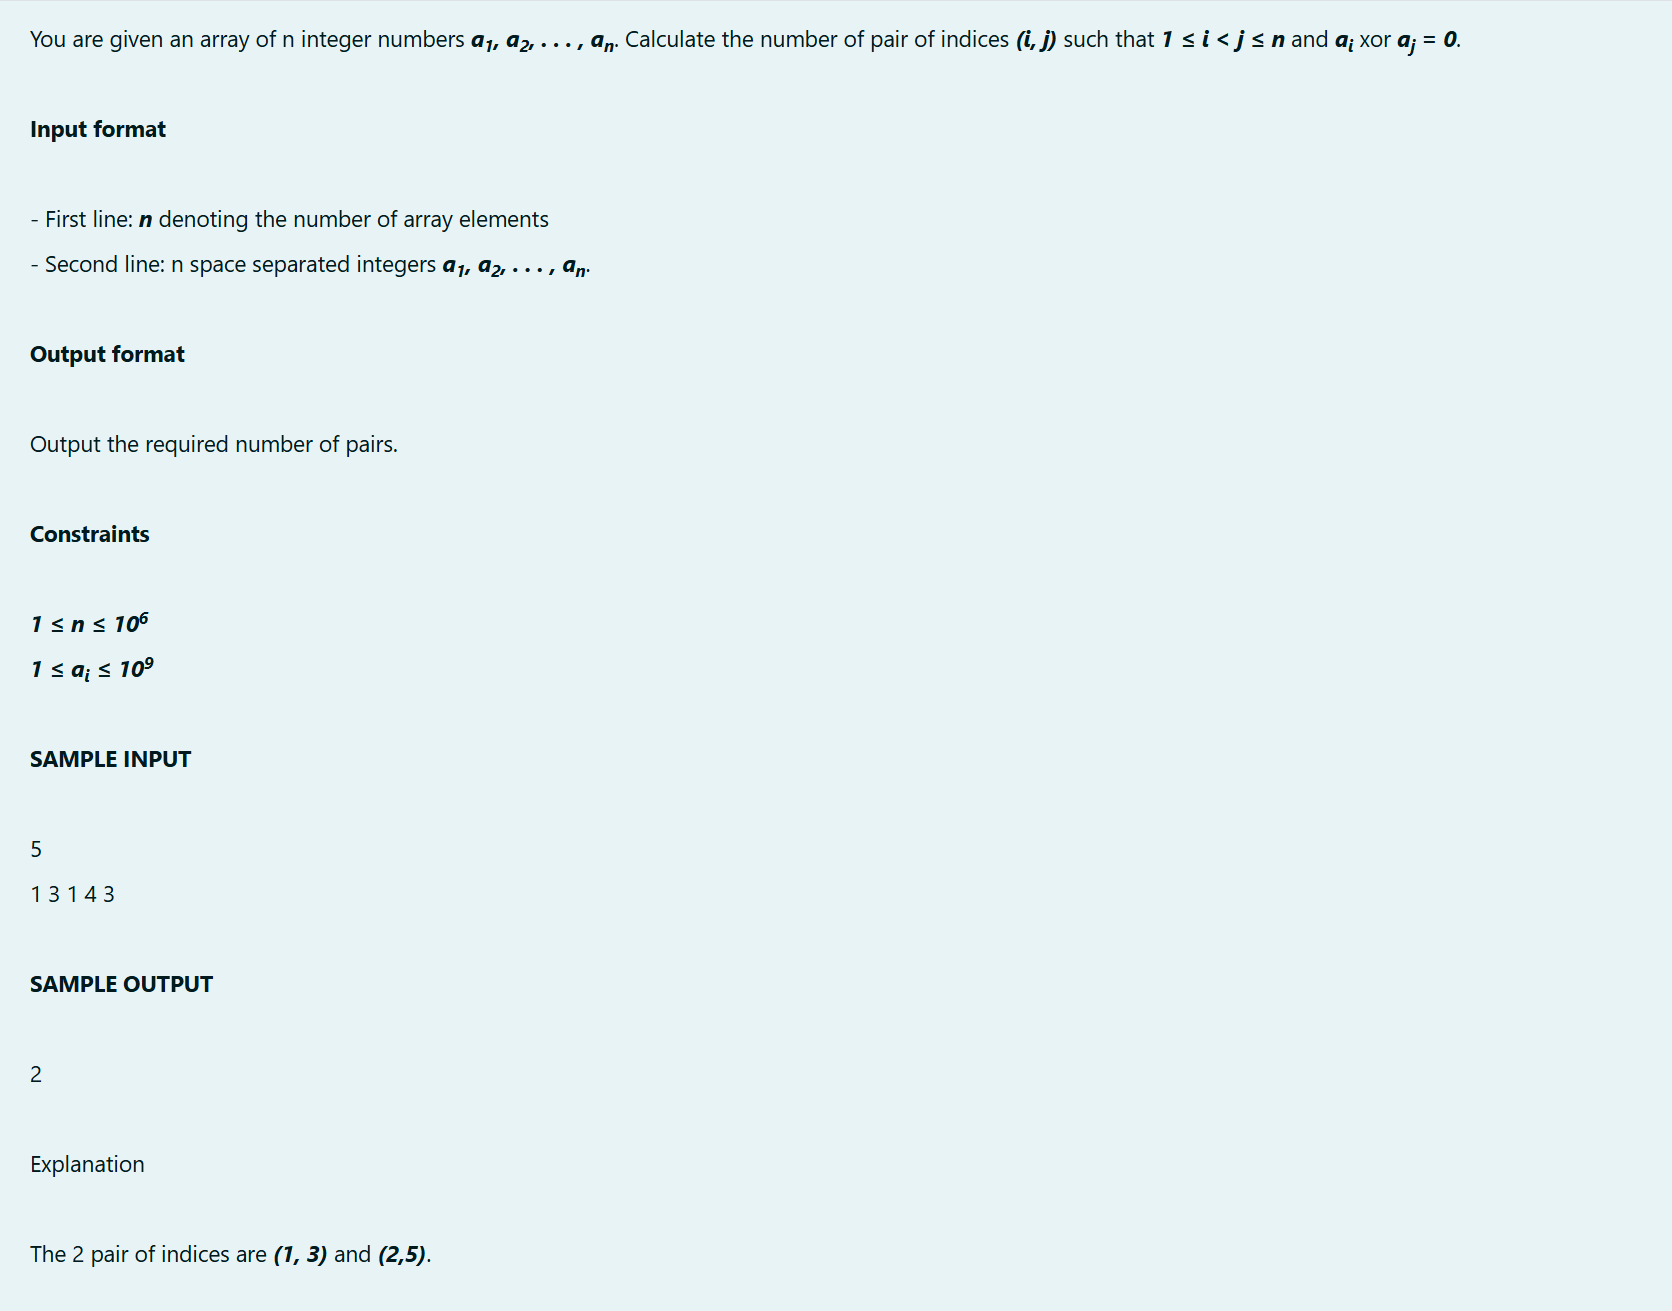 You are given an array of n integer numbers a₁, a₂, . . . , aₙ. Calculate the number of pair of indices (i, j) such that 1 ≤ i < j ≤ n and aᵢ xor aⱼ = 0.
Input format
- First line: n denoting the number of array elements
- Second line: n space separated integers a₁, a₂, . . . , aₙ.
Output format
Output the required number of pairs.
Constraints
1 ≤ n ≤ 10⁶
1 ≤ aᵢ ≤ 10⁹
SAMPLE INPUT
5
1 3 1 4 3
SAMPLE OUTPUT
2
Explanation
The 2 pair of indices are (1, 3) and (2,5).